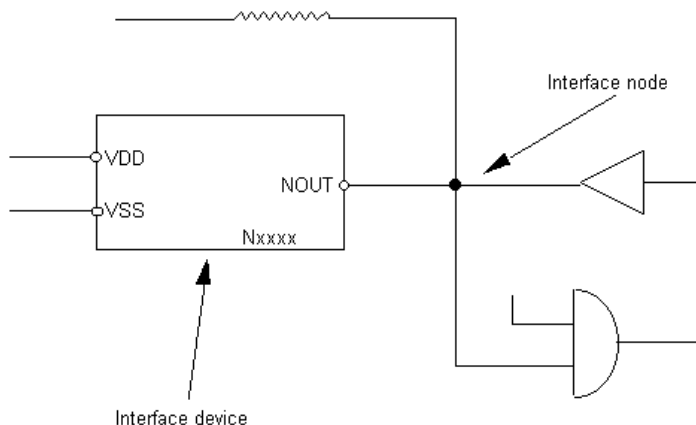 Interface node
VDD
NOUT
VSS
Nxxxx
Interface device